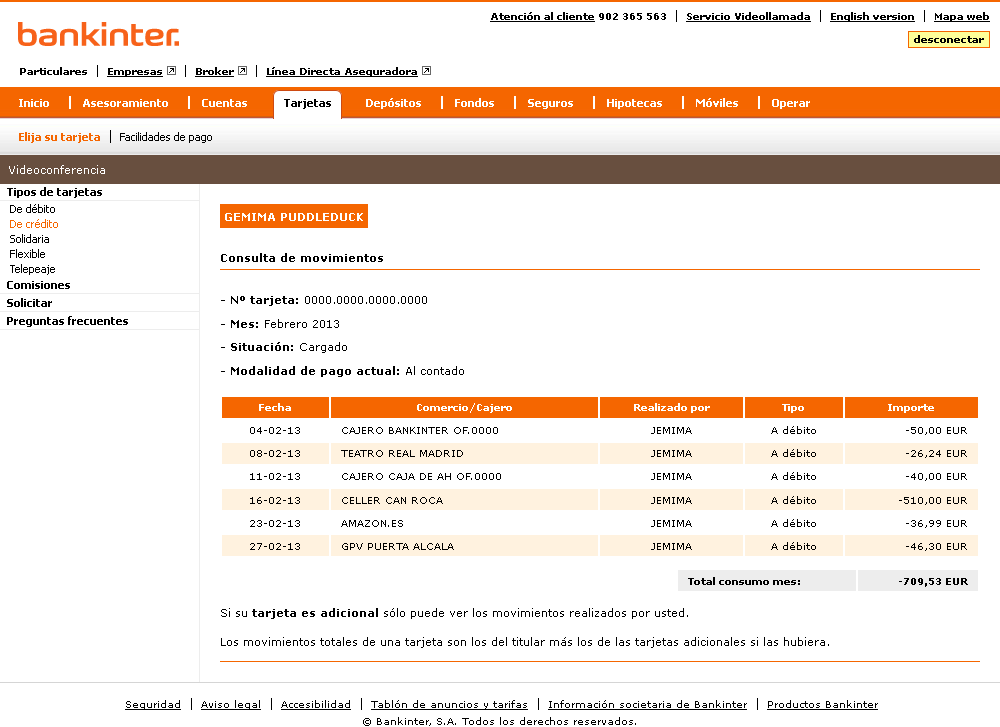 Atención al cliente 902 365 563 | Servicio Videollamada | English version | Mapa web
bankinter.
desconectar
Particulares | Empresas | Broker | Línea Directa Aseguradora
Inicio | Asesoramiento | Cuentas Tarjetas Depósitos | Fondos | Seguros | Hipotecas | Móviles | Operar
Elija su tarjeta | Facilidades de pago
Videoconferencia
Tipos de tarjetas
De débito
De crédito
Solidaria
Flexible
Telepeaje
Comisiones
Solicitar
Preguntas frecuentes
GEMIMA PUDDLEDUCK
Consulta de movimientos
- Nº tarjeta: 0000.0000.0000.0000
- Mes: Febrero 2013
- Situación: Cargado
- Modalidad de pago actual: Al contado
Fecha Comercio/Cajero Realizado por Tipo Importe
04-02-13 CAJERO BANKINTER OF.0000 JEMIMA A débito -50,00 EUR
08-02-13 TEATRO REAL MADRID JEMIMA A débito -26,24 EUR
11-02-13 CAJERO CAJA DE AH OF.0000 JEMIMA A débito -40,00 EUR
16-02-13 CELLER CAN ROCA JEMIMA A débito -510,00 EUR
23-02-13 AMAZON.ES JEMIMA A débito -36,99 EUR
27-02-13 GPV PUERTA ALCALA JEMIMA A débito -46,30 EUR
Total consumo mes: -709,53 EUR
Si su tarjeta es adicional sólo puede ver los movimientos realizados por usted.
Los movimientos totales de una tarjeta son los del titular más los de las tarjetas adicionales si las hubiera.
Seguridad | Aviso legal | Accesibilidad | Tablón de anuncios y tarifas | Información societaria de Bankinter | Productos Bankinter
© Bankinter, S.A. Todos los derechos reservados.